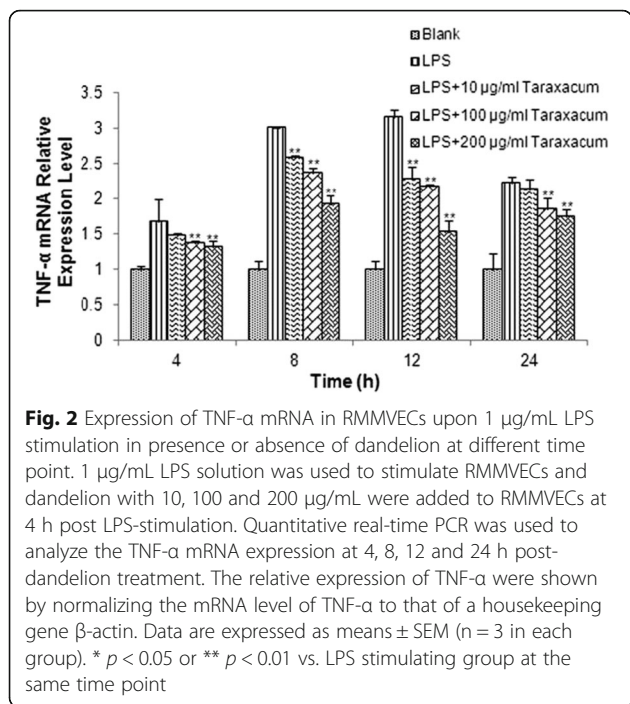 Blank
LPS
LPS+10 µg/ml Taraxacum
LPS+100 µg/ml Taraxacum
LPS+200 µg/ml Taraxacum
TNF-α mRNA Relative
Expression Level
3.5
3
2.5
2
1.5
1
0.5
0
**
**
**
**
**
**
**
**
**
**
**
4
8
12
24
Time (h)
Fig. 2 Expression of TNF-α mRNA in RMMVECs upon 1 µg/mL LPS
stimulation in presence or absence of dandelion at different time
point. 1 µg/mL LPS solution was used to stimulate RMMVECs and
dandelion with 10, 100 and 200 µg/mL were added to RMMVECs at
4 h post LPS-stimulation. Quantitative real-time PCR was used to
analyze the TNF-α mRNA expression at 4, 8, 12 and 24 h post-
dandelion treatment. The relative expression of TNF-α were shown
by normalizing the mRNA level of TNF-α to that of a housekeeping
gene β-actin. Data are expressed as means ± SEM (n = 3 in each
group). * p < 0.05 or ** p < 0.01 vs. LPS stimulating group at the
same time point